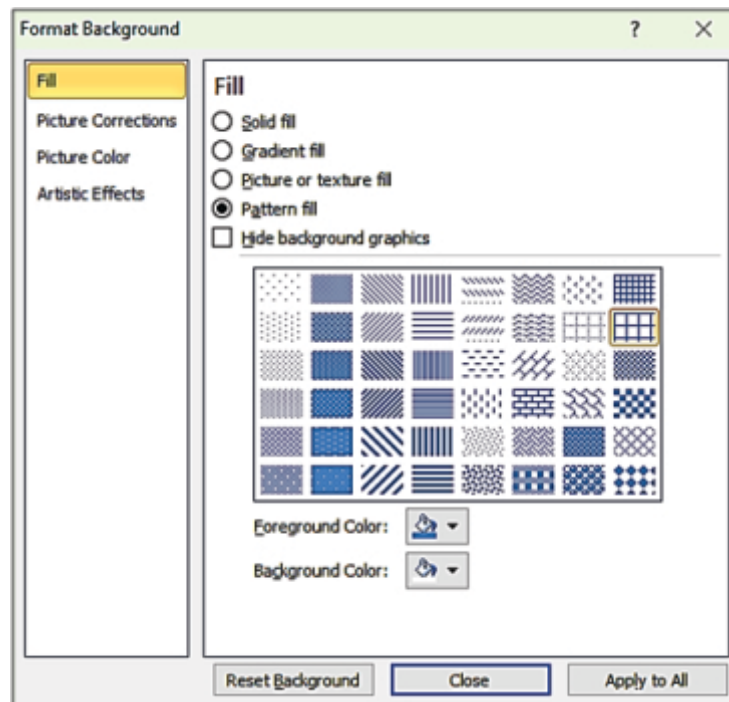 Format Background
?
Fill
Picture Corrections
Picture Color
Artistic Effects
Fill
Solid fill
Gradient fill
Picture or texture fill
Pattern fill
Hide background graphics
Foreground Color:
Background Color:
Reset Background
Close
Apply to All